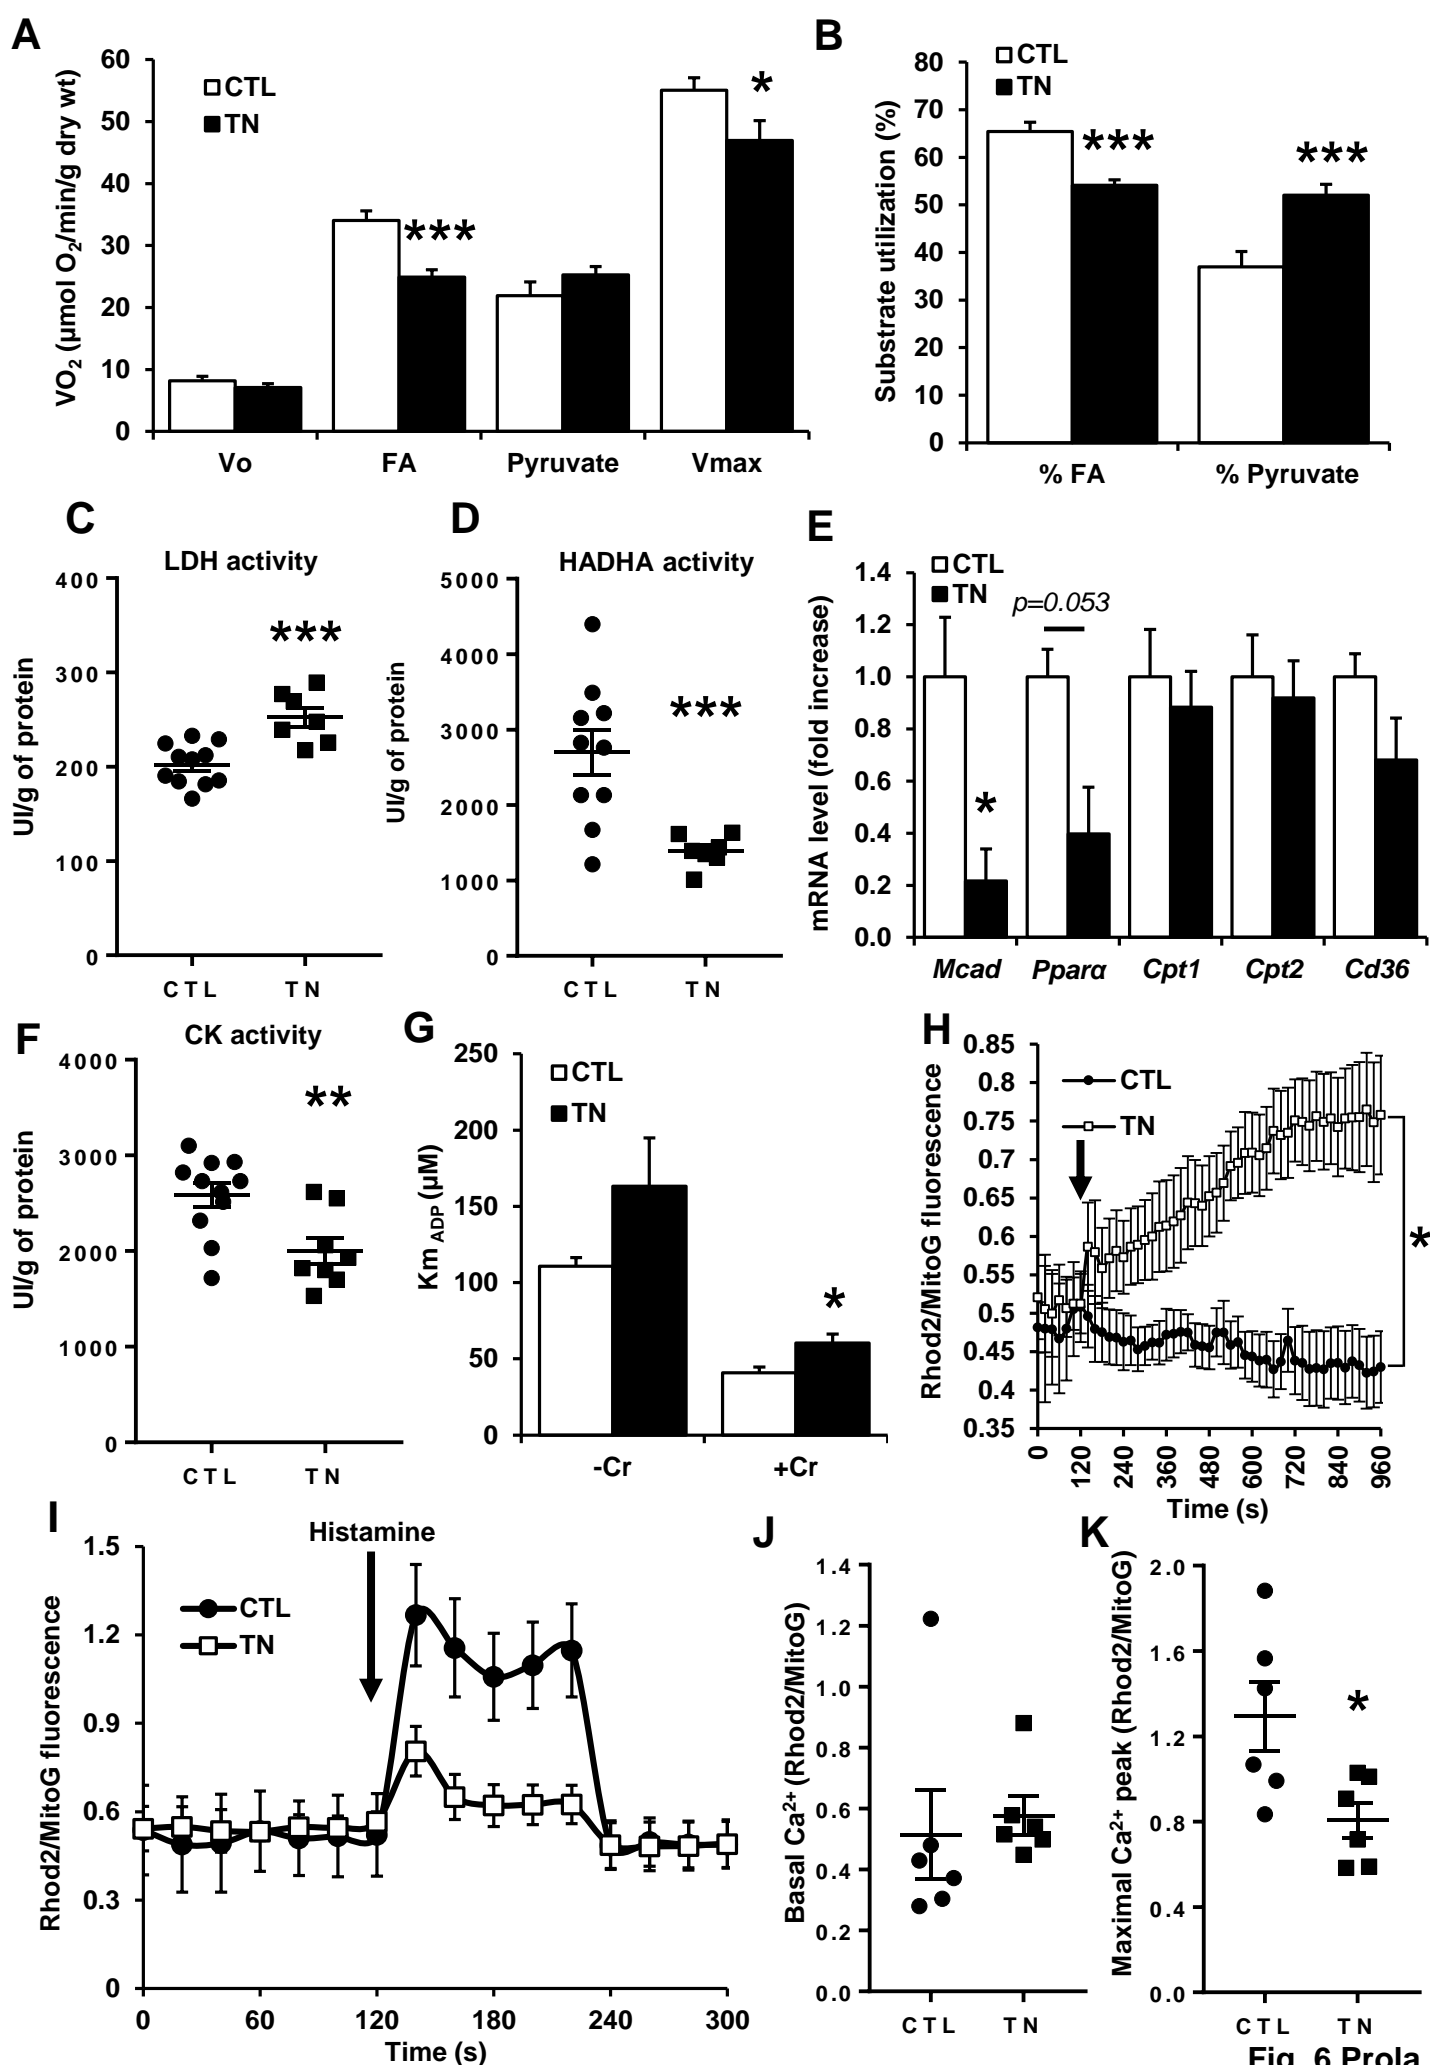 A
VO2 (µmol O2/min/g dry wt)
60
50
40
30
20
10
0
CTL
TN
***
*
Vo
FA
Pyruvate
Vmax
B
Substrate utilization (%)
80
70
60
50
40
30
20
10
0
CTL
TN
***
***
% FA
% Pyruvate
C
LDH activity
UI/g of protein
400
300
200
100
0
***
CTL
TN
D
HADHA activity
UI/g of protein
5000
4000
3000
2000
1000
0
***
CTL
TN
E
mRNA level (fold increase)
1.4
1.2
1.0
0.8
0.6
0.4
0.2
0.0
CTL
TN
p=0.053
*
Mcad
Pparα
Cpt1
Cpt2
Cd36
F
CK activity
UI/g of protein
4000
3000
2000
1000
0
**
CTL
TN
G
Km ADP (µM)
250
200
150
100
50
0
CTL
TN
*
-Cr
+Cr
H
Rhod2/MitoG fluorescence
0.85
0.8
0.75
0.7
0.65
0.6
0.55
0.5
0.45
0.4
0.35
CTL
TN
*
0
120
240
360
480
600
720
840
960
Time (s)
I
Histamine
Rhod2/MitoG fluorescence
1.5
1.2
0.9
0.6
0.3
0
CTL
TN
0
60
120
180
240
300
Time (s)
J
Basal Ca2+ (Rhod2/MitoG)
1.4
1.2
1.0
0.8
0.6
0.4
0.2
0.0
CTL
TN
K
Maximal Ca2+ peak (Rhod2/MitoG)
2.0
1.6
1.2
0.8
0.4
0.0
*
CTL
TN
Fig. 6 Prola